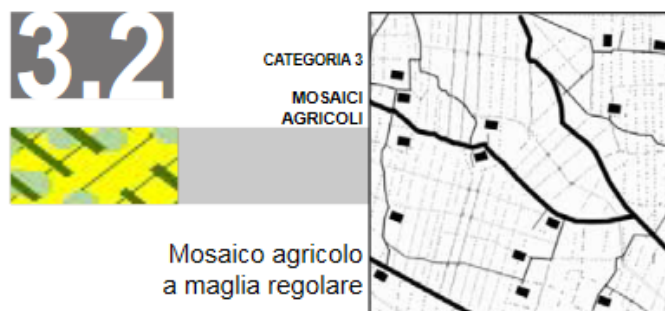 3.2
CATEGORIA 3
MOSAICI
AGRICOLI
Mosaico agricolo
a maglia regolare